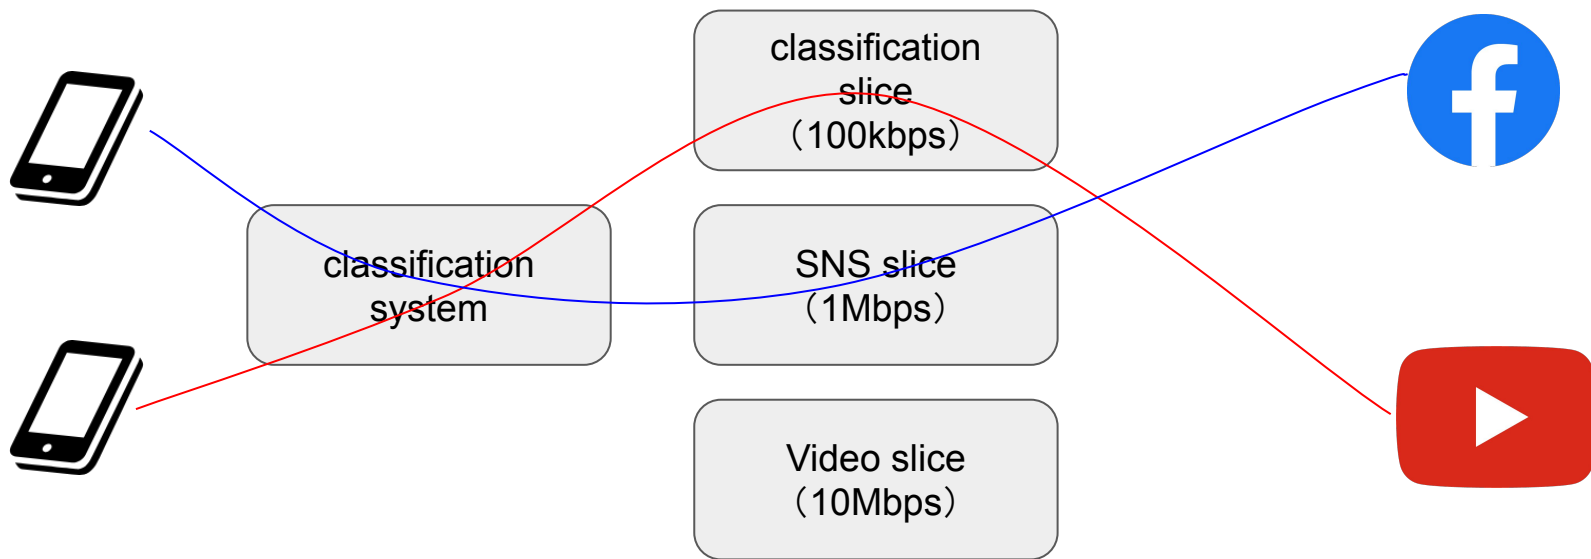 classification
slice
（100kbps）
classification
system
SNS slice
（1Mbps）
Video slice
（10Mbps）